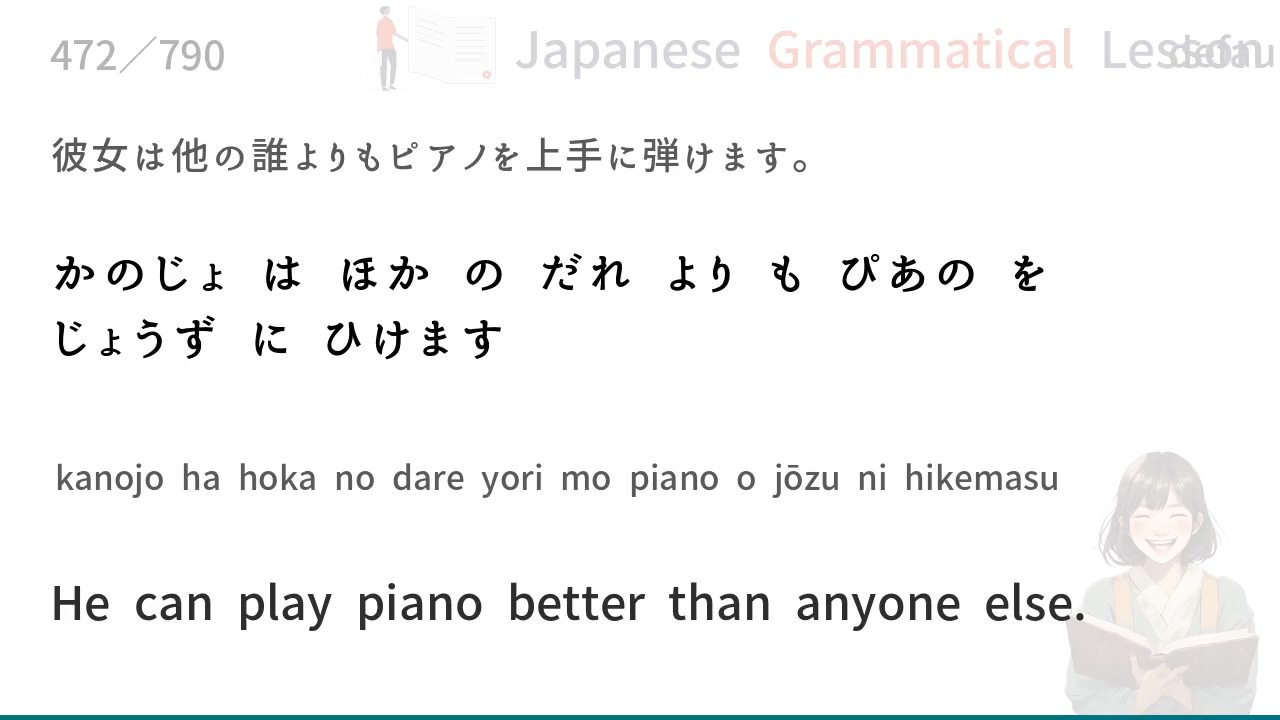 472／790
Japanese Grammatical Lesson
彼女は他の誰よりもピアノを上手に弾けます。
かのじょ は ほか の だれ より も ぴあの を
じょうず に ひけます
kanojo ha hoka no dare yori mo piano o jōzu ni hikemasu
He can play piano better than anyone else.